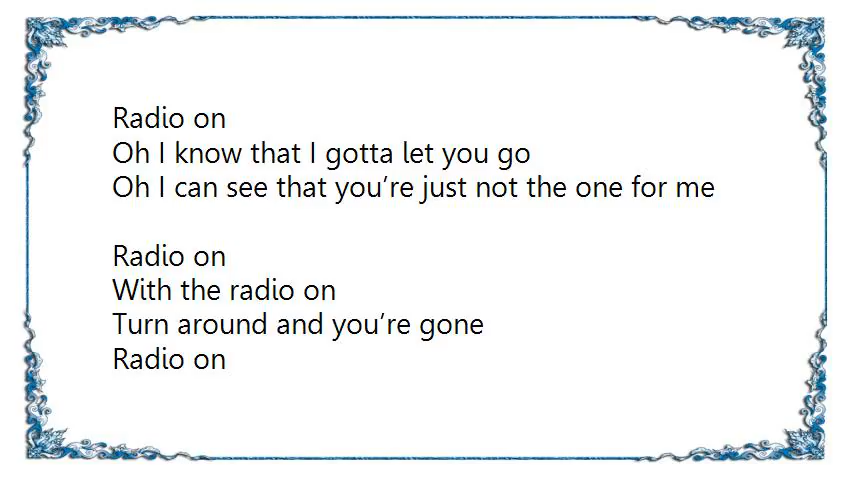 Radio on
Oh I know that I gotta let you go
Oh I can see that you’re just not the one for me
Radio on
With the radio on
Turn around and you’re gone
Radio on